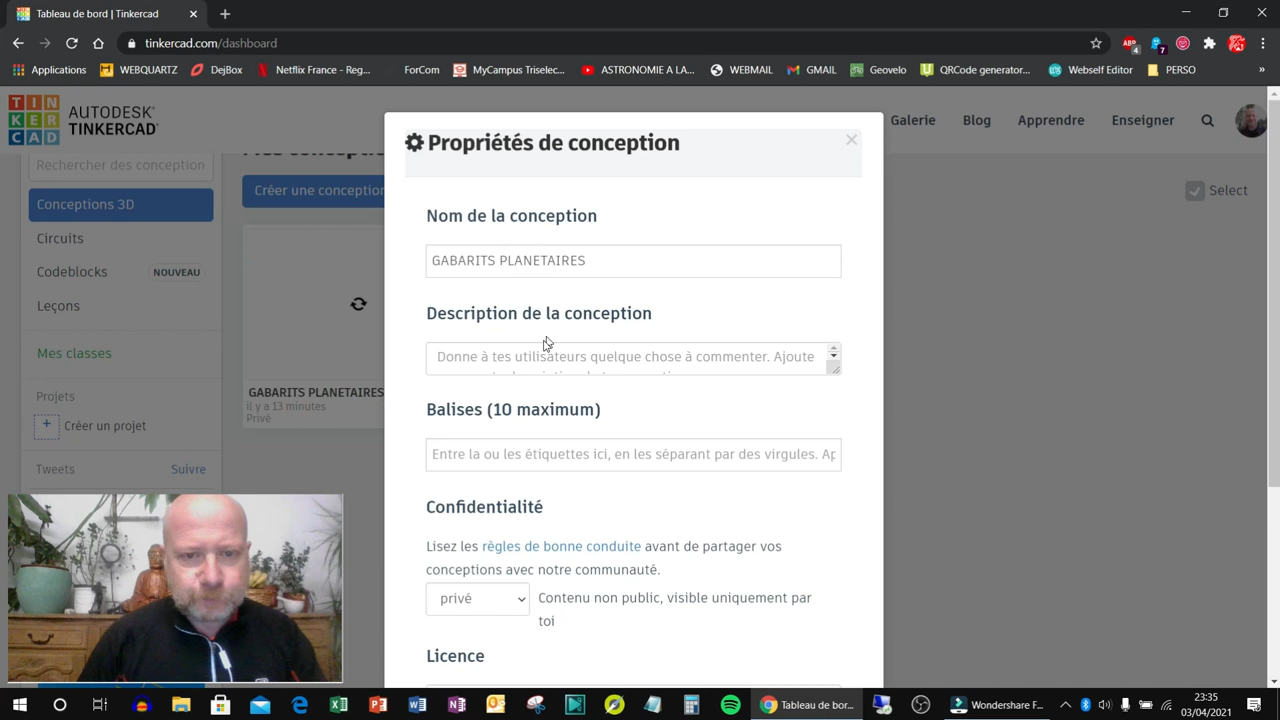 Tableau de bord | Tinkercad
tinkercad.com/dashboard
4
7
Applications
WEBQUARTZ
DejBox
Netflix France - Reg...
ForCom
MyCampus Triselec...
ASTRONOMIE A LA...
WEBMAIL
GMAIL
Geovelo
QRCode generator...
Webself Editor
PERSO
»
TIN
KER
CAD
AUTODESK
TINKERCAD
Galerie
Blog
Apprendre
Enseigner
Rechercher des conception
Créer une conception
Select
Conceptions 3D
Circuits
Codeblocks
NOUVEAU
Leçons
Mes classes
Projets
+ Créer un projet
Tweets
Suivre
GABARITS PLANETAIRES
il y a 13 minutes
Privé
Propriétés de conception
×
Nom de la conception
GABARITS PLANETAIRES
Description de la conception
Donne à tes utilisateurs quelque chose à commenter. Ajoute
Balises (10 maximum)
Entre la ou les étiquettes ici, en les séparant par des virgules. Ap
Confidentialité
Lisez les règles de bonne conduite avant de partager vos
conceptions avec notre communauté.
privé
Contenu non public, visible uniquement par
toi
Licence
Tableau de bor...
Wondershare F...
23:35
03/04/2021